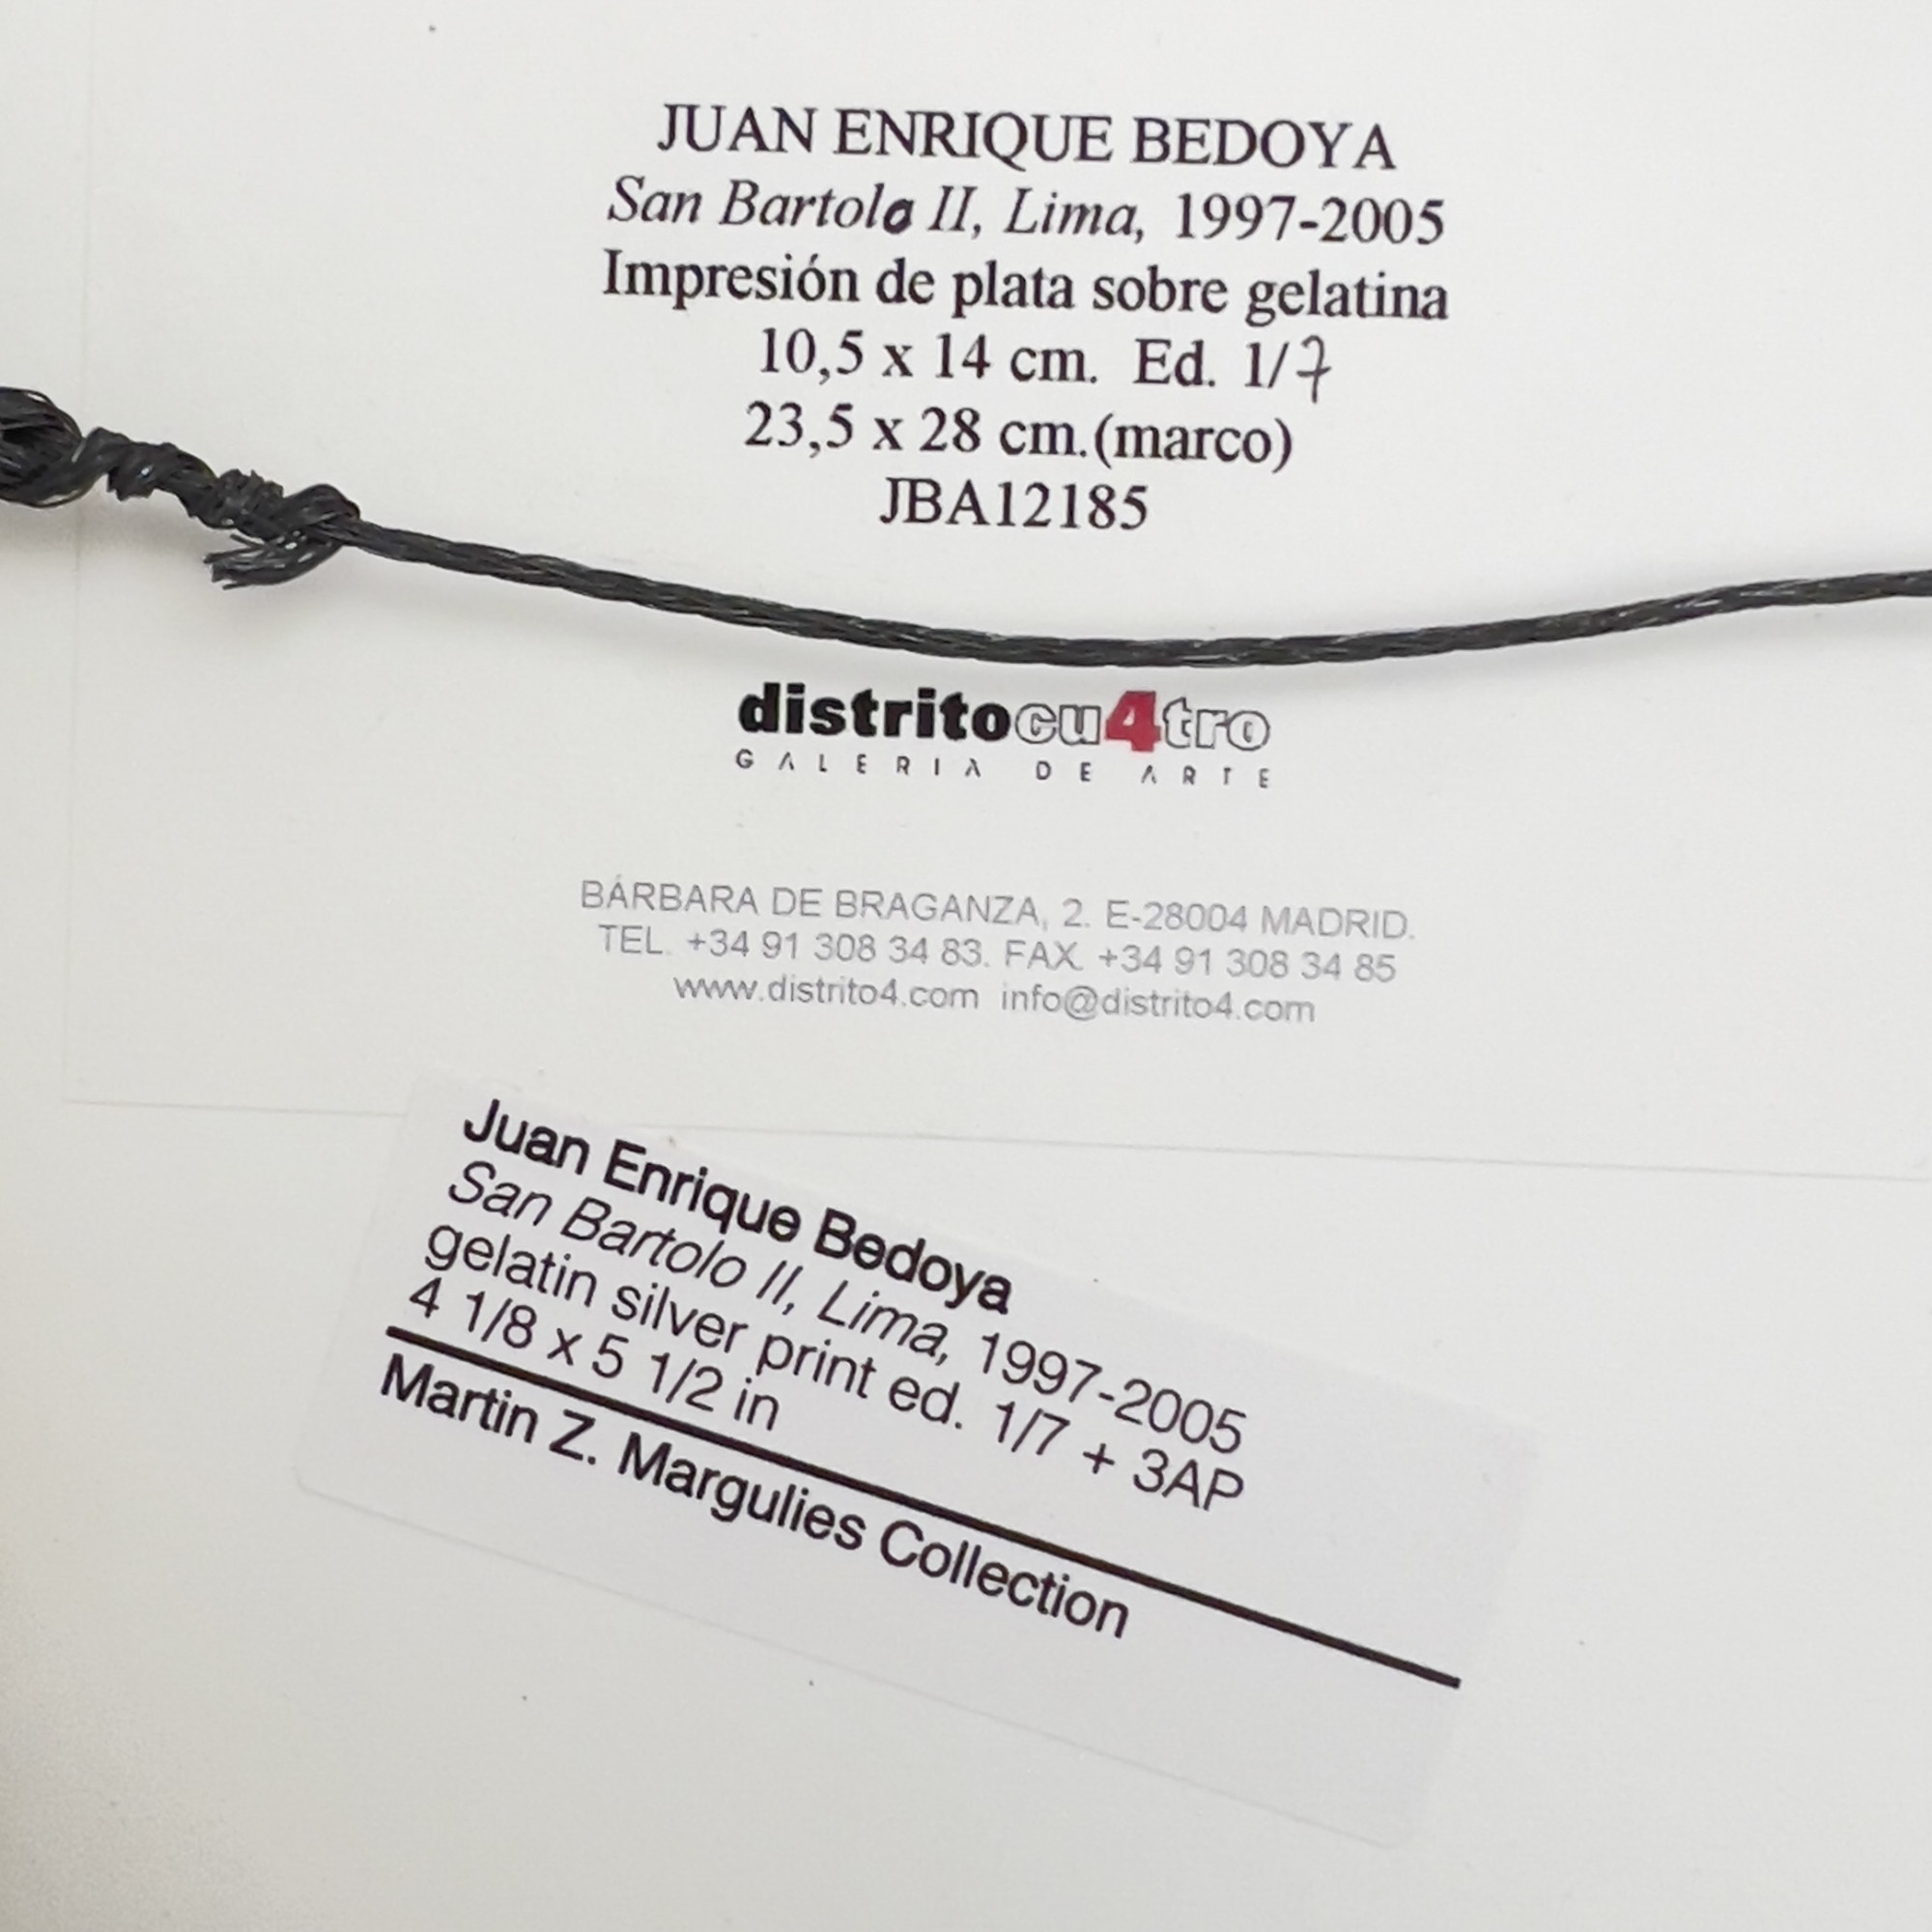 JUAN ENRIQUE BEDOYA
San Bartolo II, Lima, 1997-2005
Impresión de plata sobre gelatina
10,5 x 14 cm. Ed. 1/7
23,5 x 28 cm.(marco)
JBA12185
distritocu4tro
GALERIA DE ARTE
BÁRBARA DE BRAGANZA, 2. E-28004 MADRID.
TEL. +34 91 308 34 83. FAX. +34 91 308 34 85
www.distrito4.com info@distrito4.com
Juan Enrique Bedoya
San Bartolo II, Lima, 1997-2005
gelatin silver print ed. 1/7 + 3AP
4 1/8 x 5 1/2 in
Martin Z. Margulies Collection